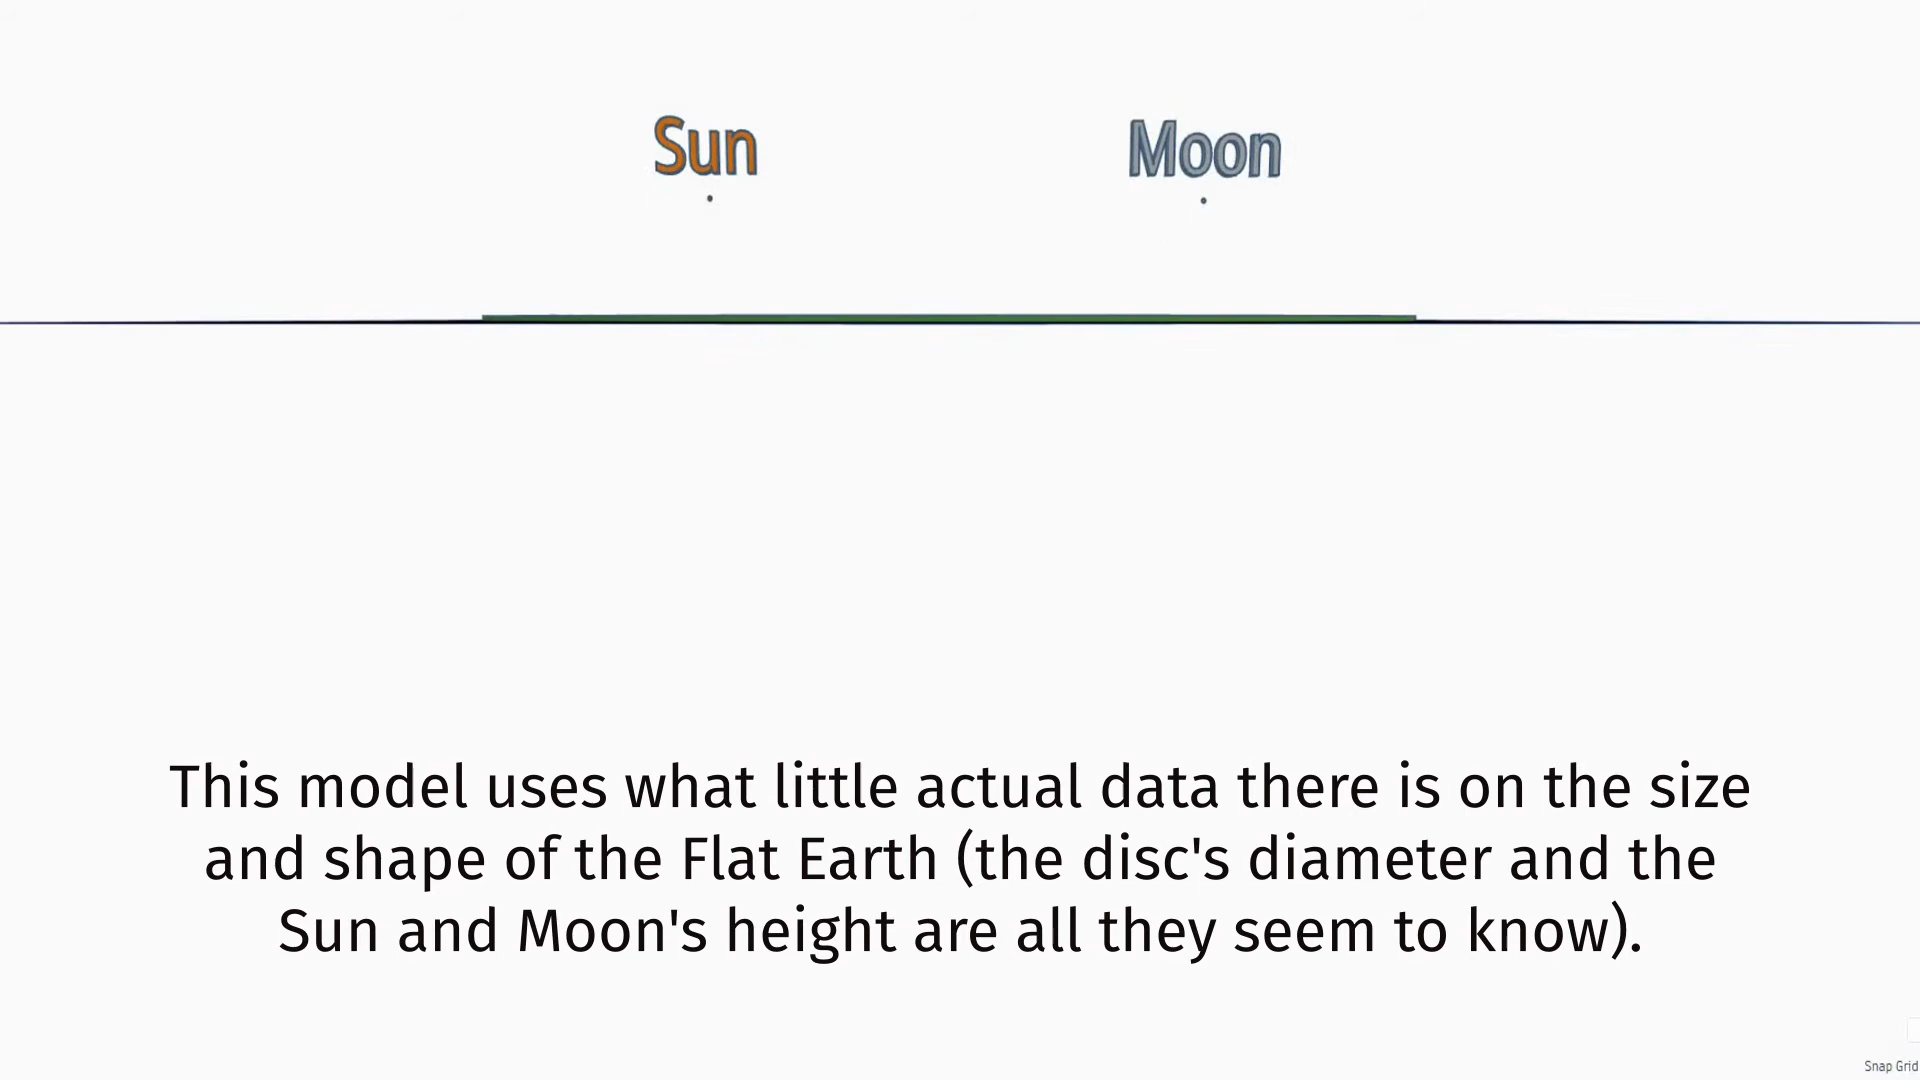 Sun
Moon
This model uses what little actual data there is on the size
and shape of the Flat Earth (the disc's diameter and the
Sun and Moon's height are all they seem to know).
Snap Grid